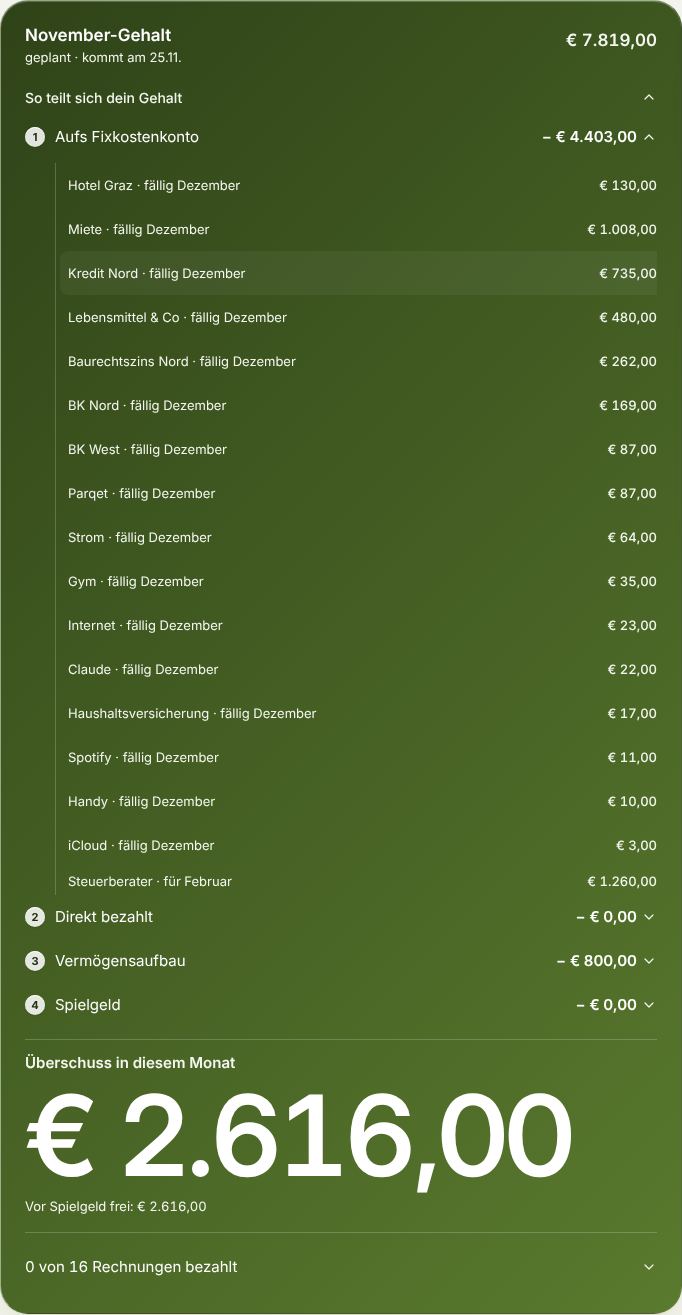 November-Gehalt
€ 7.819,00
geplant · kommt am 25.11.
So teilt sich dein Gehalt
1 Aufs Fixkostenkonto – € 4.403,00
Hotel Graz · fällig Dezember € 130,00
Miete · fällig Dezember € 1.008,00
Kredit Nord · fällig Dezember € 735,00
Lebensmittel & Co · fällig Dezember € 480,00
Baurechtszins Nord · fällig Dezember € 262,00
BK Nord · fällig Dezember € 169,00
BK West · fällig Dezember € 87,00
Parqet · fällig Dezember € 87,00
Strom · fällig Dezember € 64,00
Gym · fällig Dezember € 35,00
Internet · fällig Dezember € 23,00
Claude · fällig Dezember € 22,00
Haushaltsversicherung · fällig Dezember € 17,00
Spotify · fällig Dezember € 11,00
Handy · fällig Dezember € 10,00
iCloud · fällig Dezember € 3,00
Steuerberater · für Februar € 1.260,00
2 Direkt bezahlt – € 0,00
3 Vermögensaufbau – € 800,00
4 Spielgeld – € 0,00
Überschuss in diesem Monat
€ 2.616,00
Vor Spielgeld frei: € 2.616,00
0 von 16 Rechnungen bezahlt